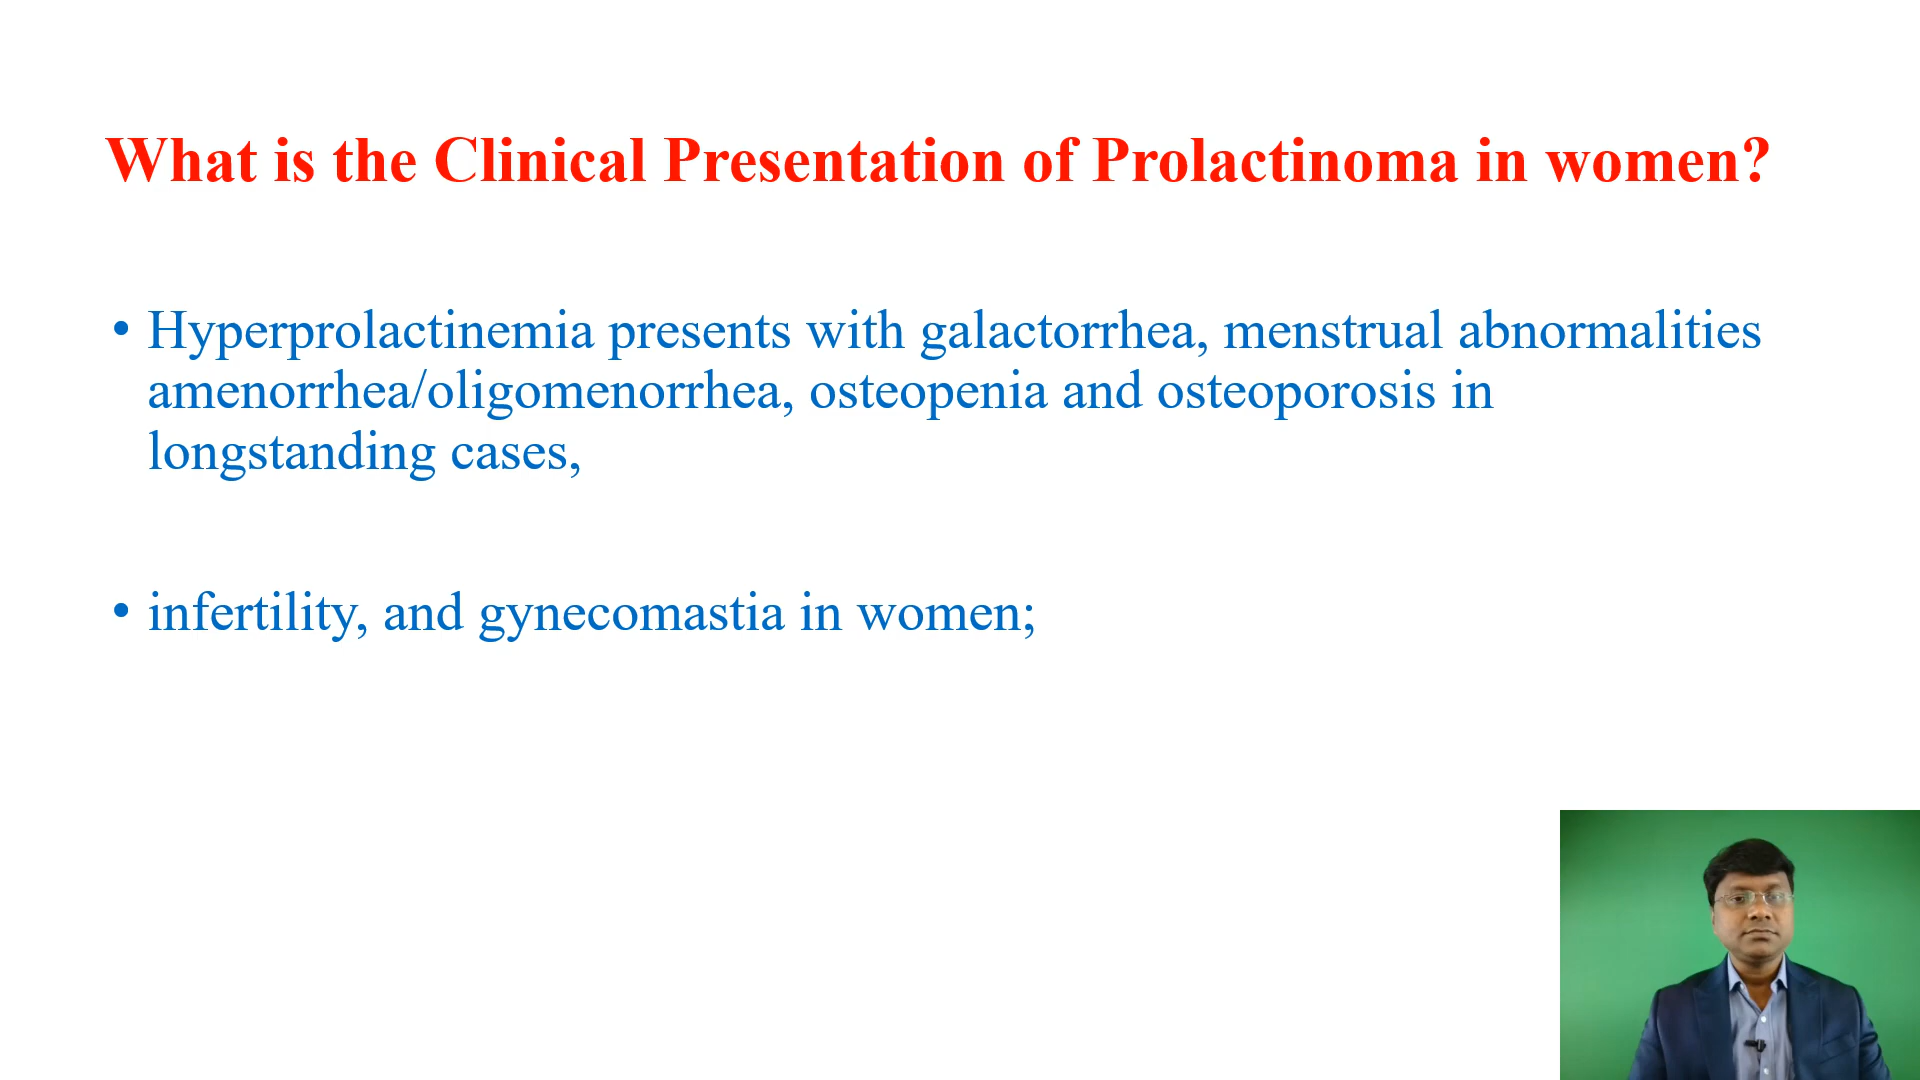 What is the Clinical Presentation of Prolactinoma in women?
• Hyperprolactinemia presents with galactorrhea, menstrual abnormalities
amenorrhea/oligomenorrhea, osteopenia and osteoporosis in
longstanding cases,
• infertility, and gynecomastia in women;